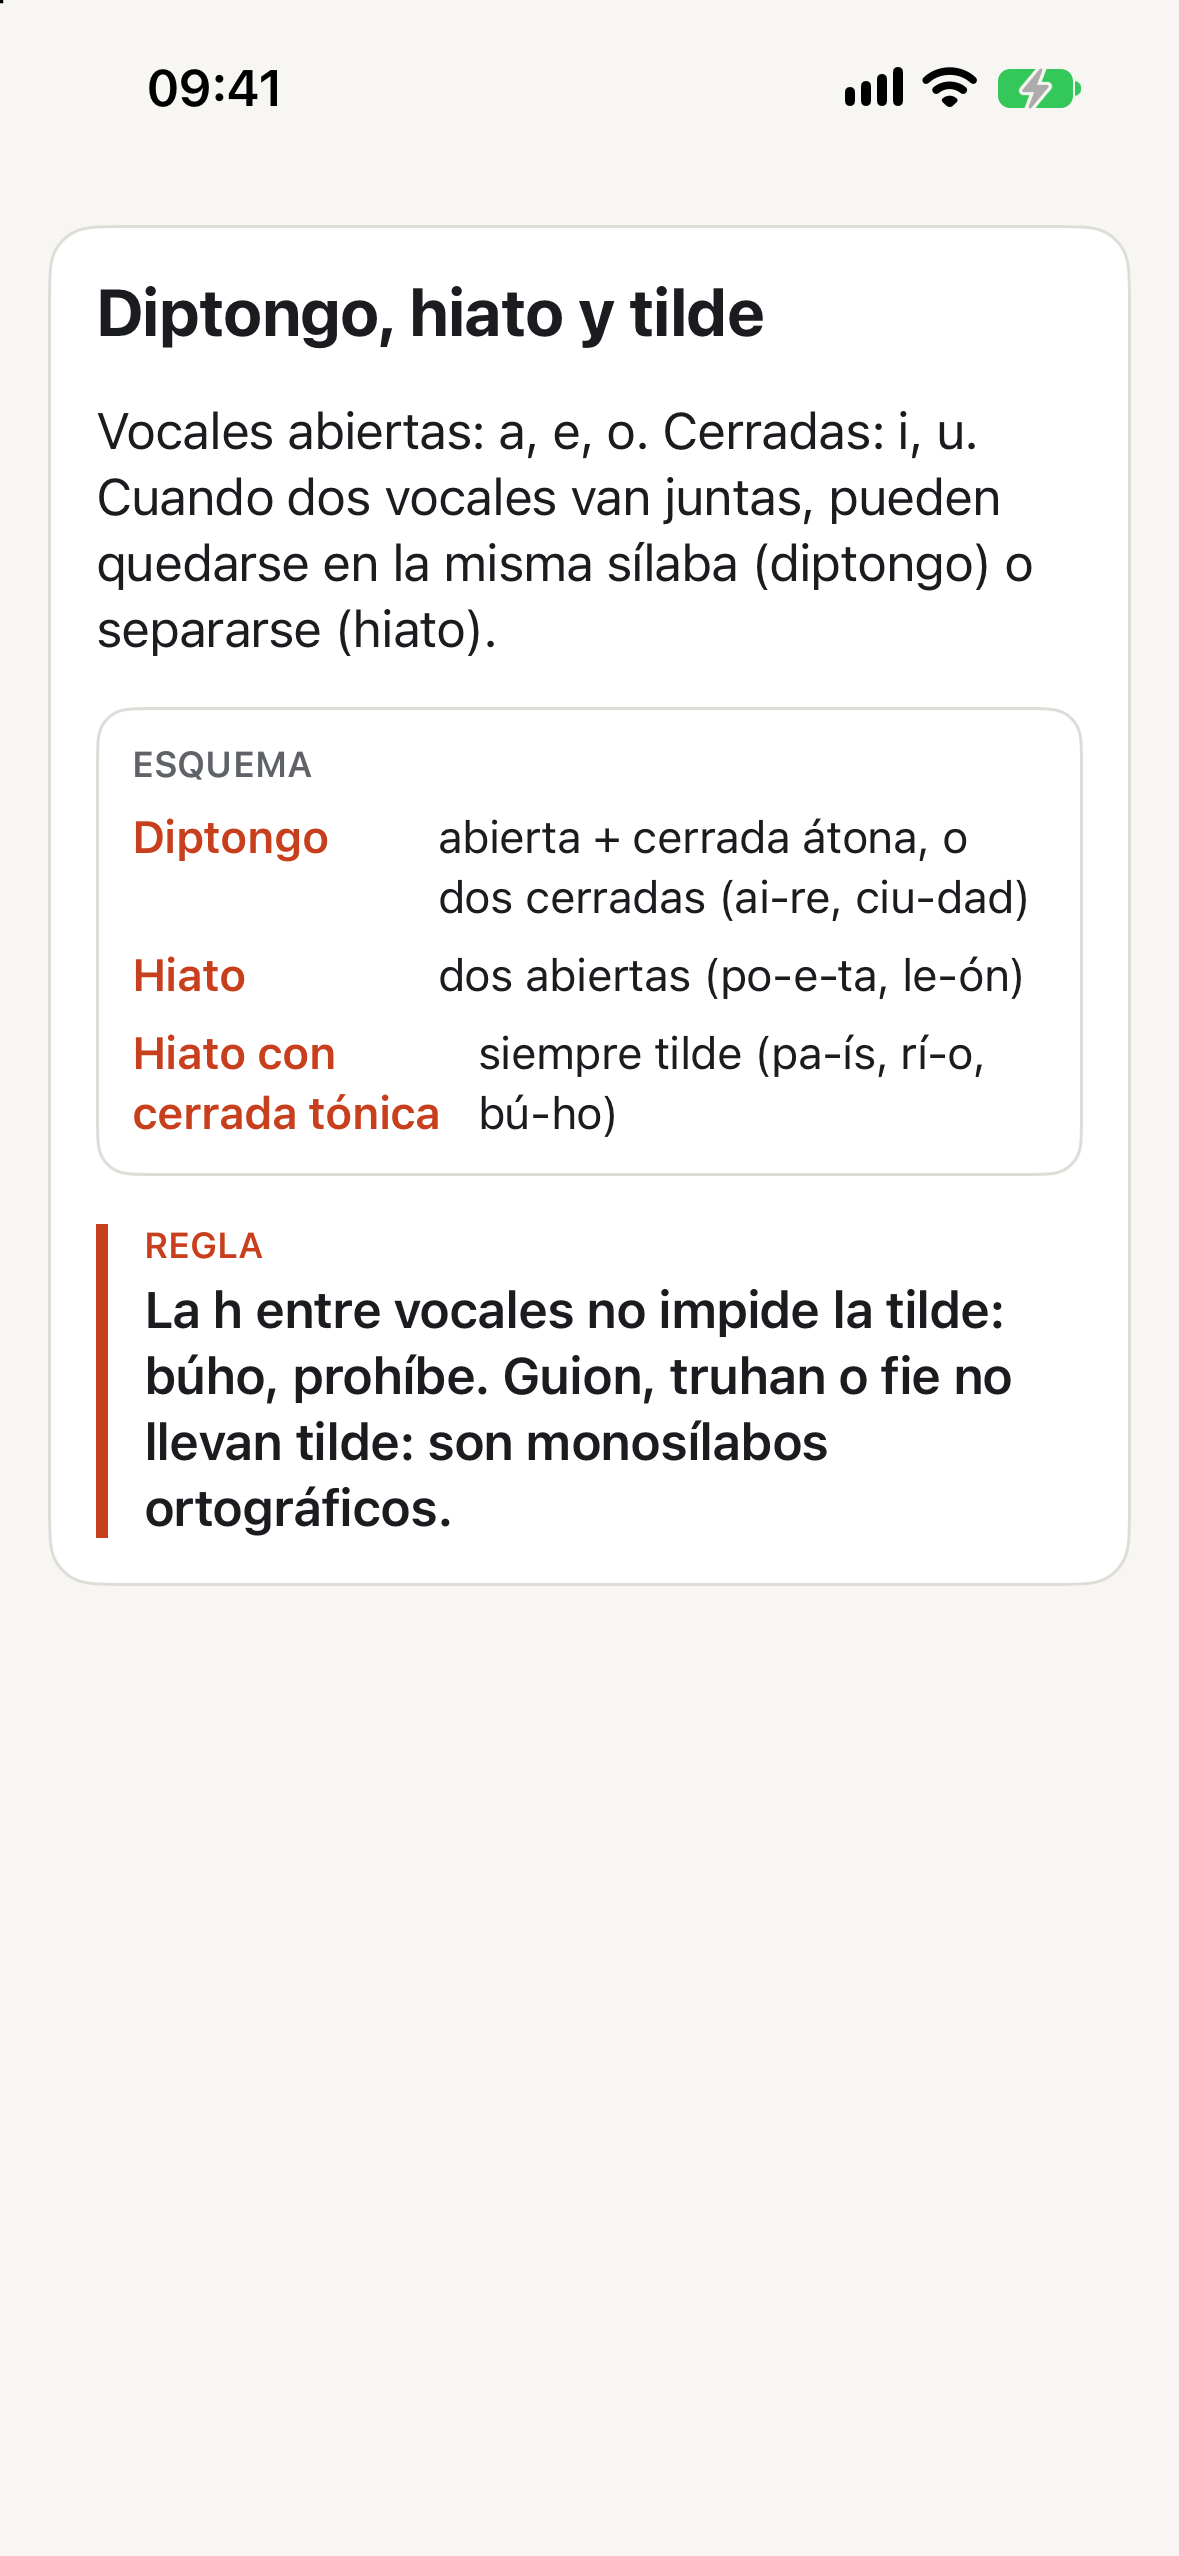 09:41
Diptongo, hiato y tilde
Vocales abiertas: a, e, o. Cerradas: i, u.
Cuando dos vocales van juntas, pueden
quedarse en la misma sílaba (diptongo) o
separarse (hiato).
ESQUEMA
Diptongo abierta + cerrada átona, o
dos cerradas (ai-re, ciu-dad)
Hiato dos abiertas (po-e-ta, le-ón)
Hiato con siempre tilde (pa-ís, rí-o,
cerrada tónica bú-ho)
REGLA
La h entre vocales no impide la tilde:
búho, prohíbe. Guion, truhan o fie no
llevan tilde: son monosílabos
ortográficos.